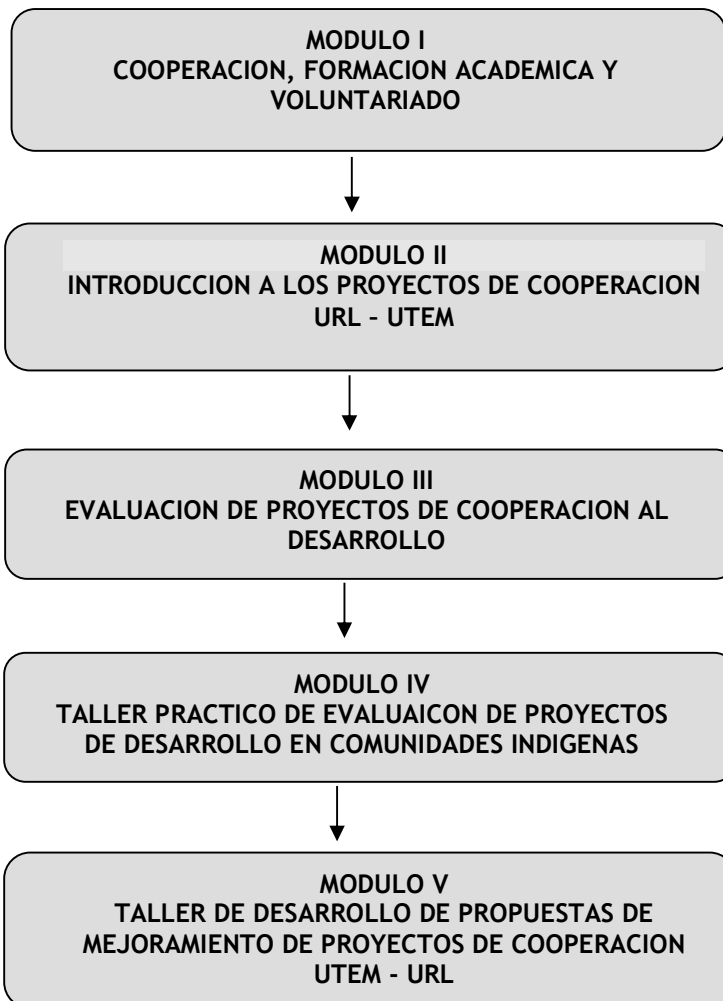 MODULO I
COOPERACION, FORMACION ACADEMICA Y
VOLUNTARIADO
MODULO II
INTRODUCCION A LOS PROYECTOS DE COOPERACION
URL - UTEM
MODULO III
EVALUACION DE PROYECTOS DE COOPERACION AL
DESARROLLO
MODULO IV
TALLER PRACTICO DE EVALUAICON DE PROYECTOS
DE DESARROLLO EN COMUNIDADES INDIGENAS
MODULO V
TALLER DE DESARROLLO DE PROPUESTAS DE
MEJORAMIENTO DE PROYECTOS DE COOPERACION
UTEM - URL